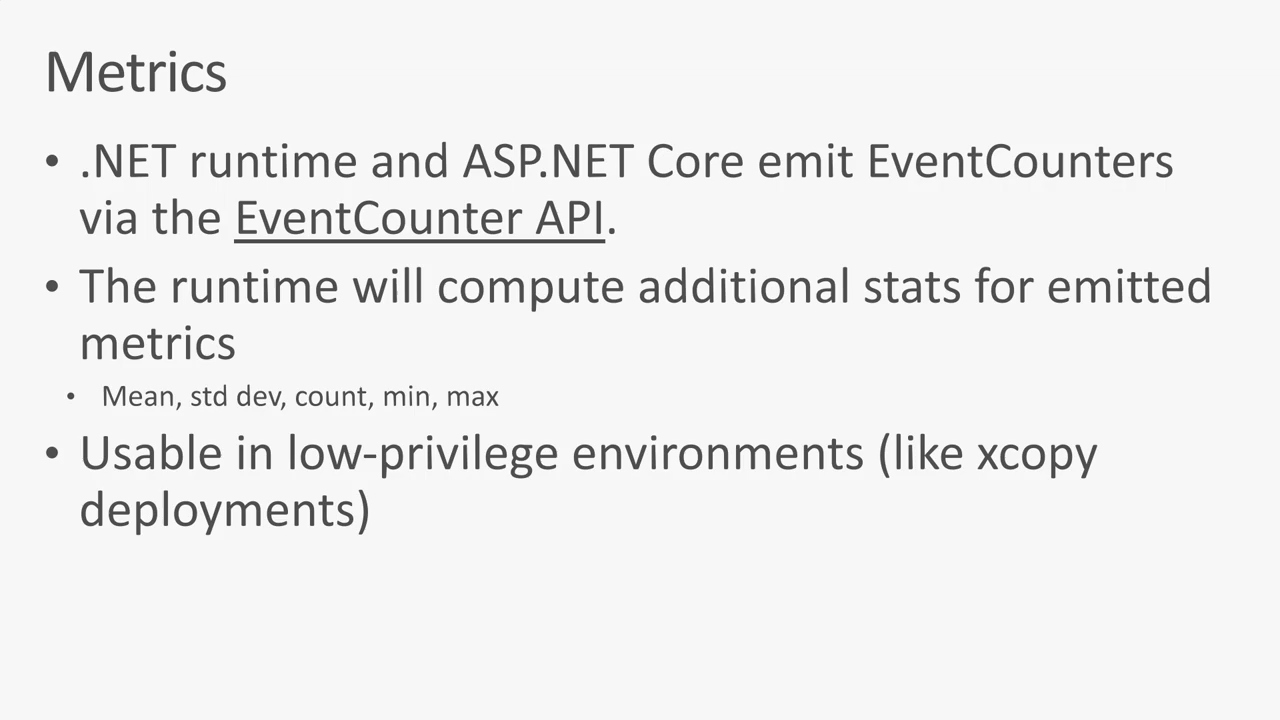 Metrics
• .NET runtime and ASP.NET Core emit EventCounters
via the EventCounter API.
• The runtime will compute additional stats for emitted
metrics
• Mean, std dev, count, min, max
• Usable in low-privilege environments (like xcopy
deployments)